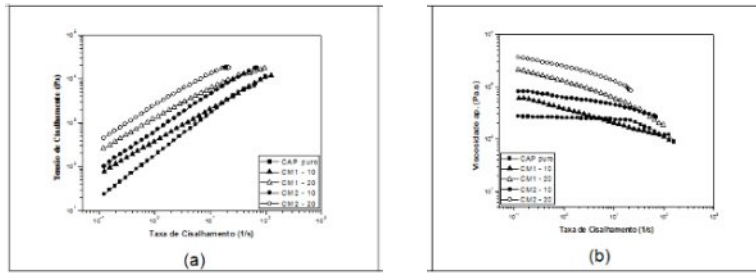 Tensão de Cisalhamento (Pa)
CAP puro
CM1 - 10
CM1 - 20
CM2 - 10
CM2 - 20
Taxa de Cisalhamento (1/s)
(a)
Viscosidade ap. (Pa.s)
CAP puro
CM1 - 10
CM1 - 20
CM2 - 10
CM2 - 20
Taxa de Cisalhamento (1/s)
(b)